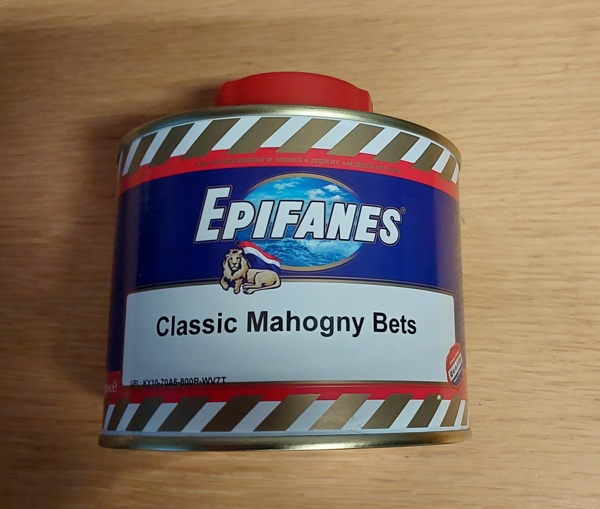 EPIFANES®
Classic Mahogny Bets
UFI: KY10-70A6-800R-WV7T